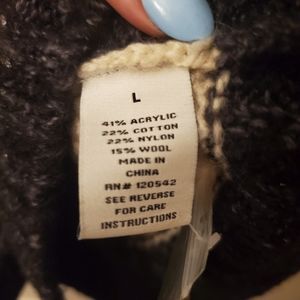 L
41% ACRYLIC
22% COTTON
22% NYLON
15% WOOL
MADE IN
CHINA
RN# 120542
SEE REVERSE
FOR CARE
INSTRUCTIONS